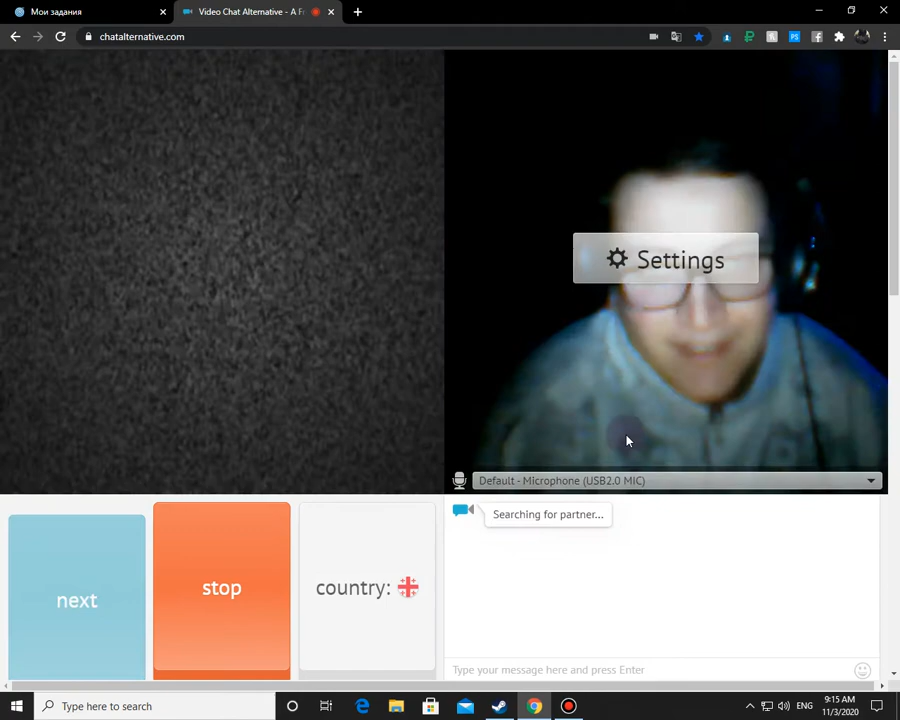 Мои задания
Video Chat Alternative - A F
chatalternative.com
Settings
Default - Microphone (USB2.0 MIC)
Searching for partner...
next
stop
country:
Type your message here and press Enter
Type here to search
ENG
9:15 AM
11/3/2020